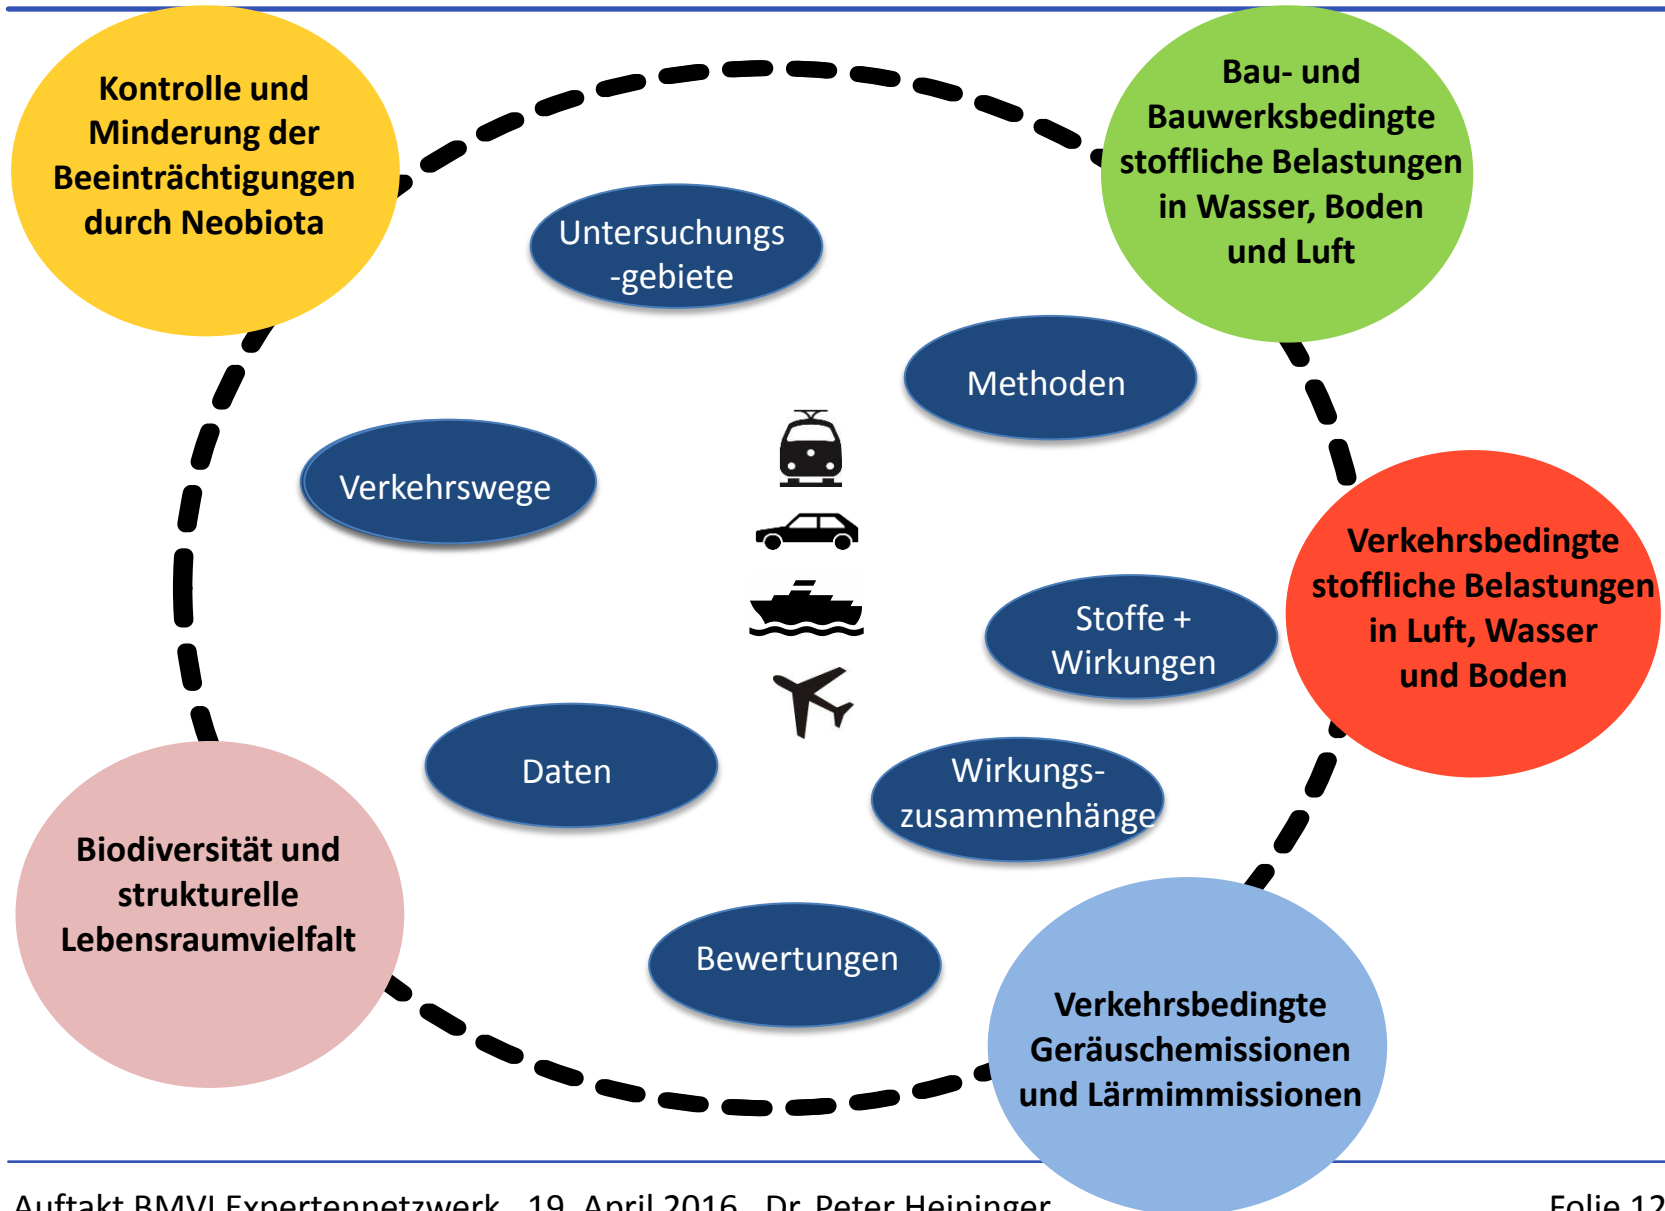 Kontrolle und
Minderung der
Beeinträchtigungen
durch Neobiota
Bau- und
Bauwerksbedingte
stoffliche Belastungen
in Wasser, Boden
und Luft
Untersuchungs
-gebiete
Methoden
Verkehrswege
Verkehrsbedingte
stoffliche Belastungen
in Luft, Wasser
und Boden
Stoffe +
Wirkungen
Daten
Wirkungs-
zusammenhänge
Biodiversität und
strukturelle
Lebensraumvielfalt
Bewertungen
Verkehrsbedingte
Geräuschemissionen
und Lärmimmissionen
Auftakt BMVI Expertennetzwerk 19. April 2016 Dr. Peter Heininger
Folie 12